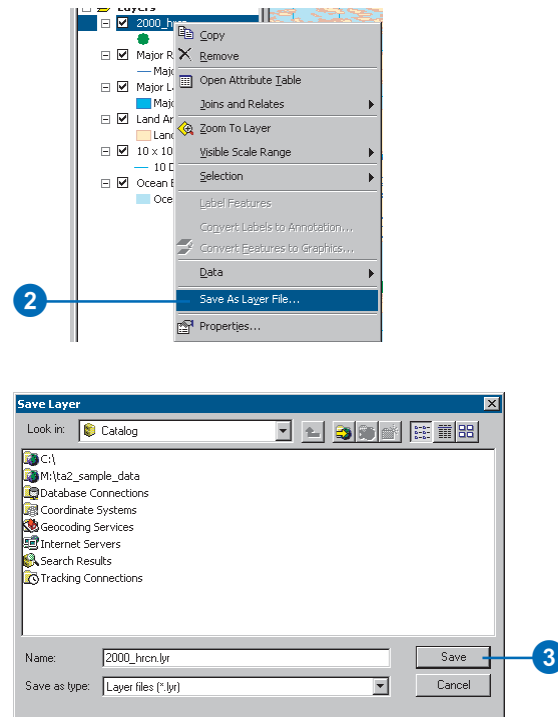 Layers
2000_hrcn
Major R
Majo
Major L
Majo
Land Ar
Land
10 x 10
10 D
Ocean B
Oce
Copy
Remove
Open Attribute Table
Joins and Relates
Zoom To Layer
Visible Scale Range
Selection
Label Features
Convert Labels to Annotation...
Convert Features to Graphics...
Data
2
Save As Layer File...
Properties...
Save Layer
Look in: Catalog
C:\
M:\ta2_sample_data
Database Connections
Coordinate Systems
Geocoding Services
Internet Servers
Search Results
Tracking Connections
Name: 2000_hrcn.lyr Save 3
Save as type: Layer files (*.lyr) Cancel